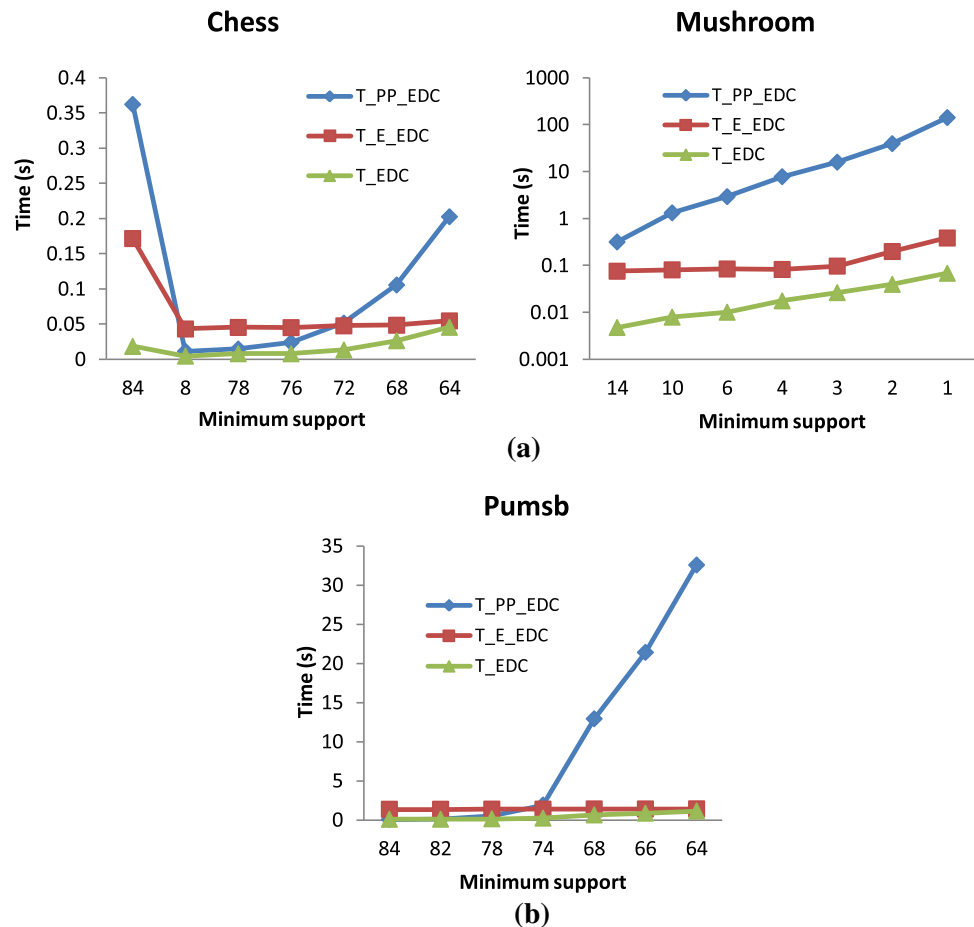 Chess
0.4
0.35
0.3
0.25
0.2
0.15
0.1
0.05
0
Time (s)
T_PP_EDC
T_E_EDC
T_EDC
84 8 78 76 72 68 64
Minimum support
Mushroom
1000
100
10
1
0.1
0.01
0.001
Time (s)
T_PP_EDC
T_E_EDC
T_EDC
14 10 6 4 3 2 1
Minimum support
(a)
Pumsb
35
30
25
20
15
10
5
0
Time (s)
T_PP_EDC
T_E_EDC
T_EDC
84 82 78 74 68 66 64
Minimum support
(b)